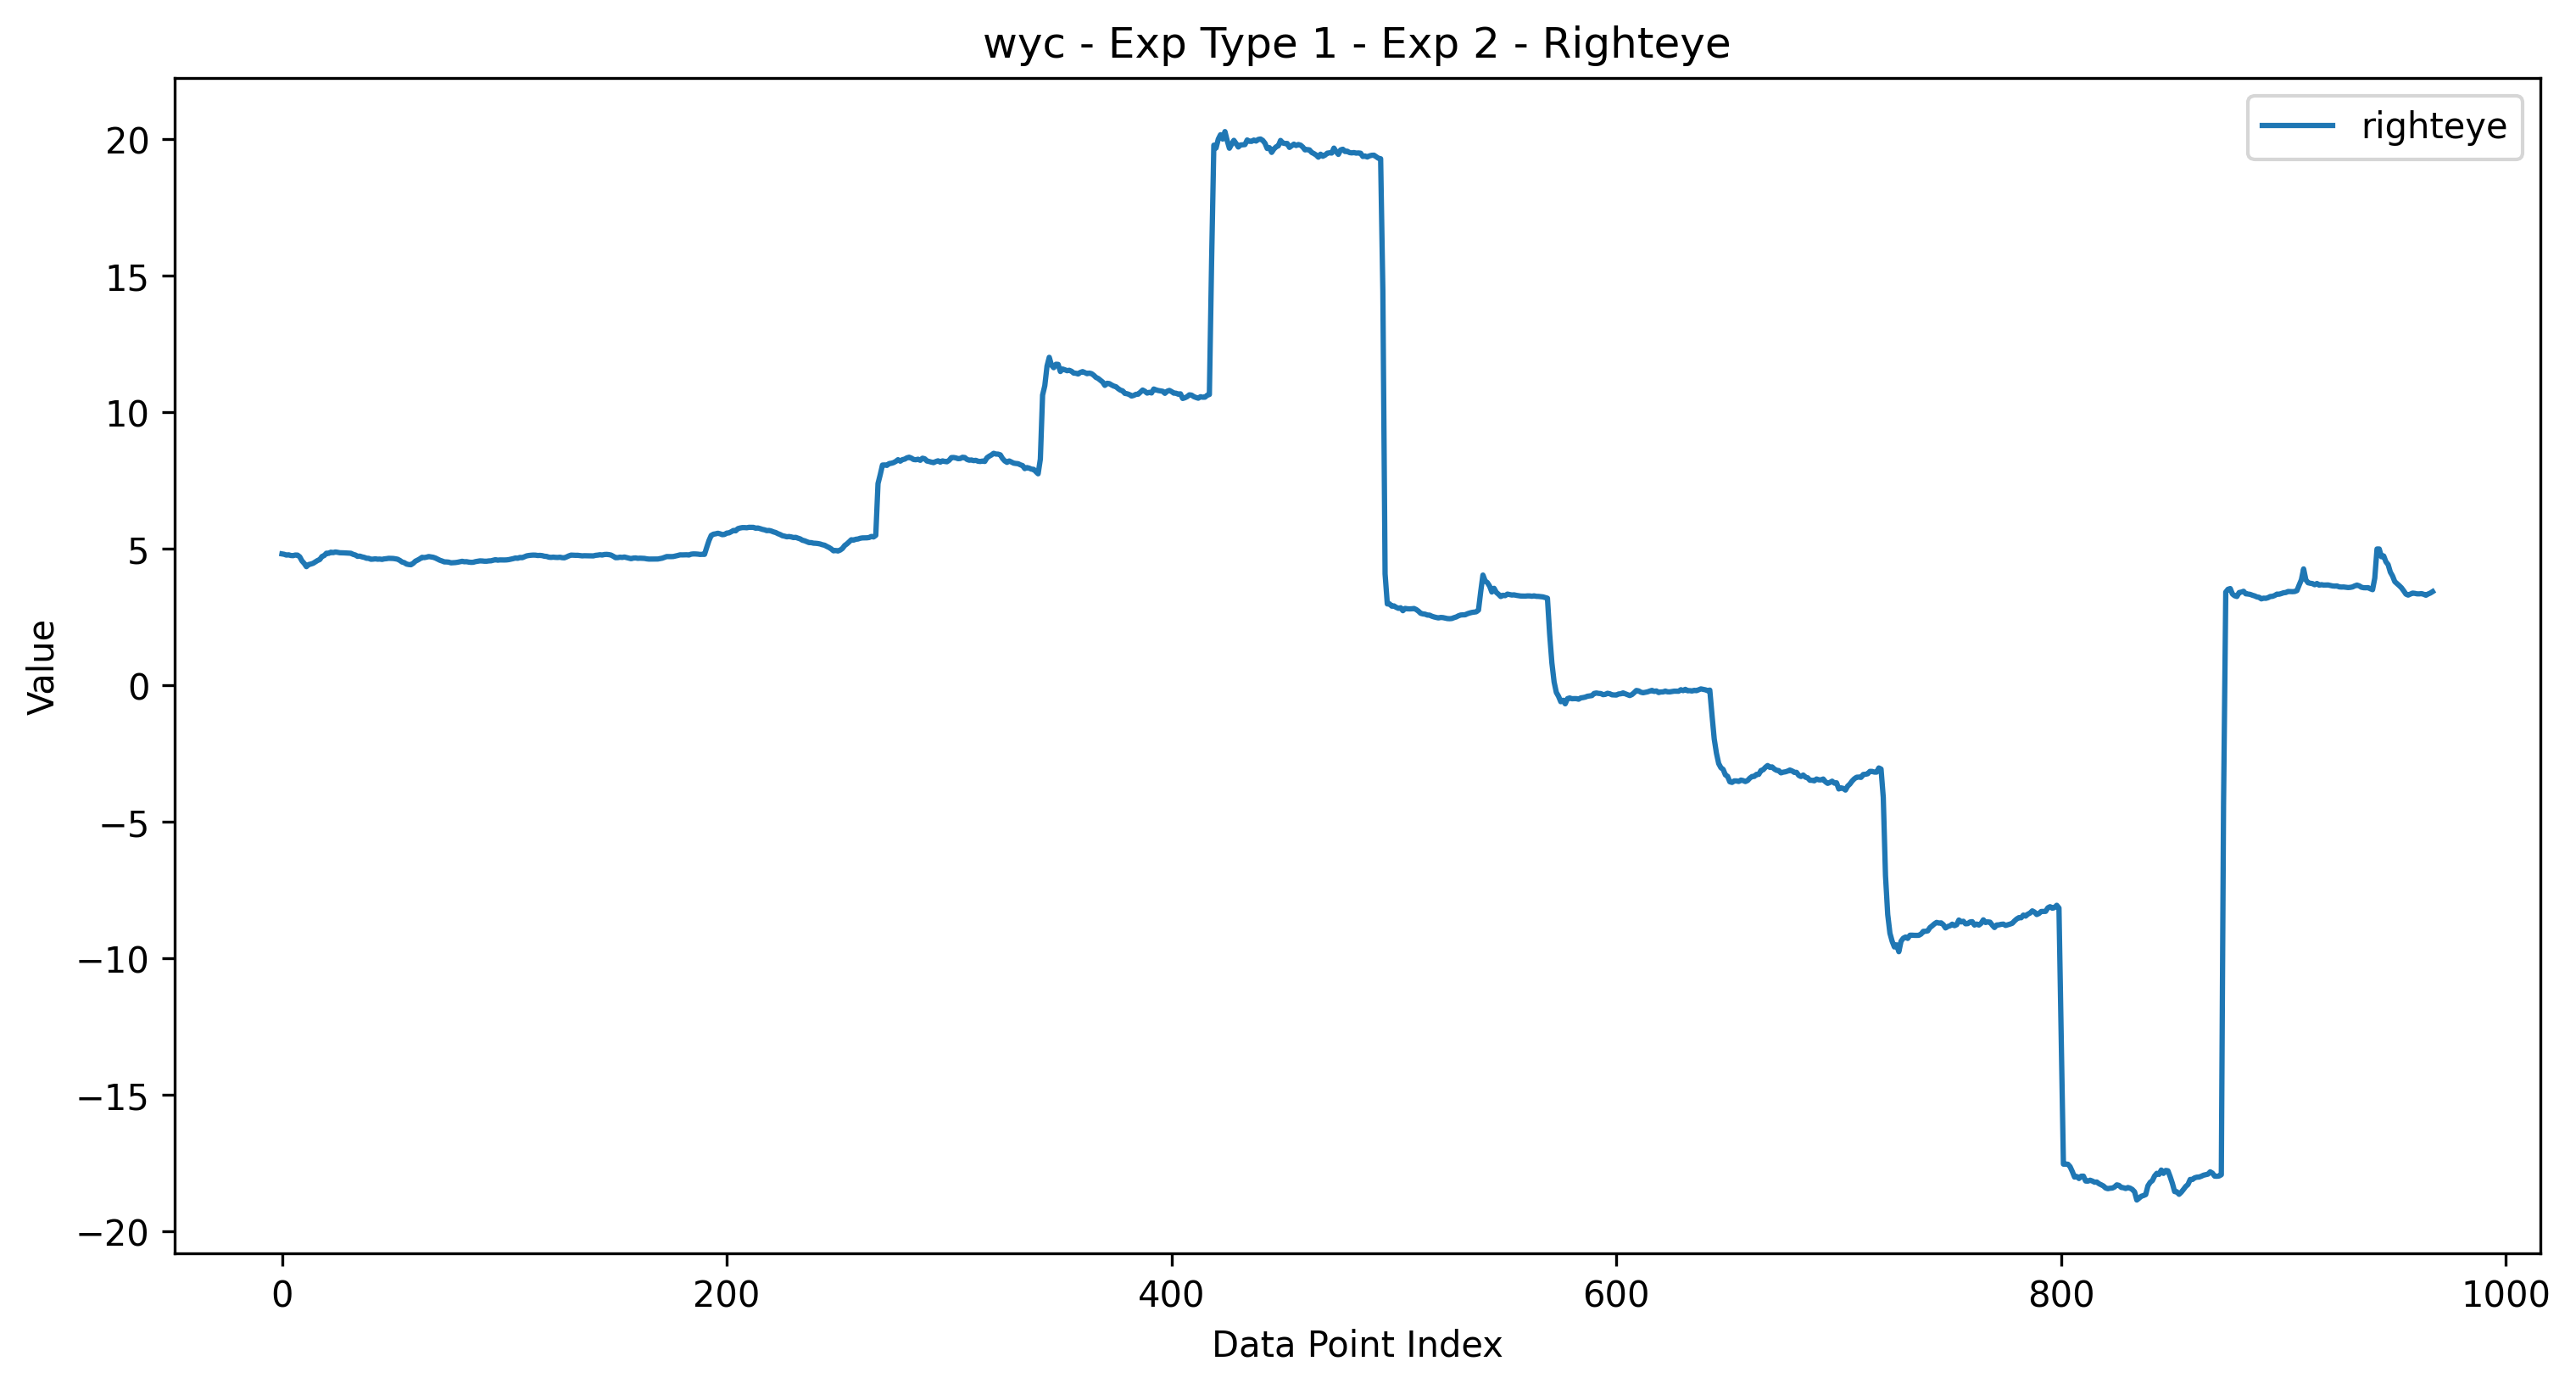 wyc - Exp Type 1 - Exp 2 - Righteye
righteye
20
15
10
5
0
−5
−10
−15
−20
Value
0 200 400 600 800 1000
Data Point Index